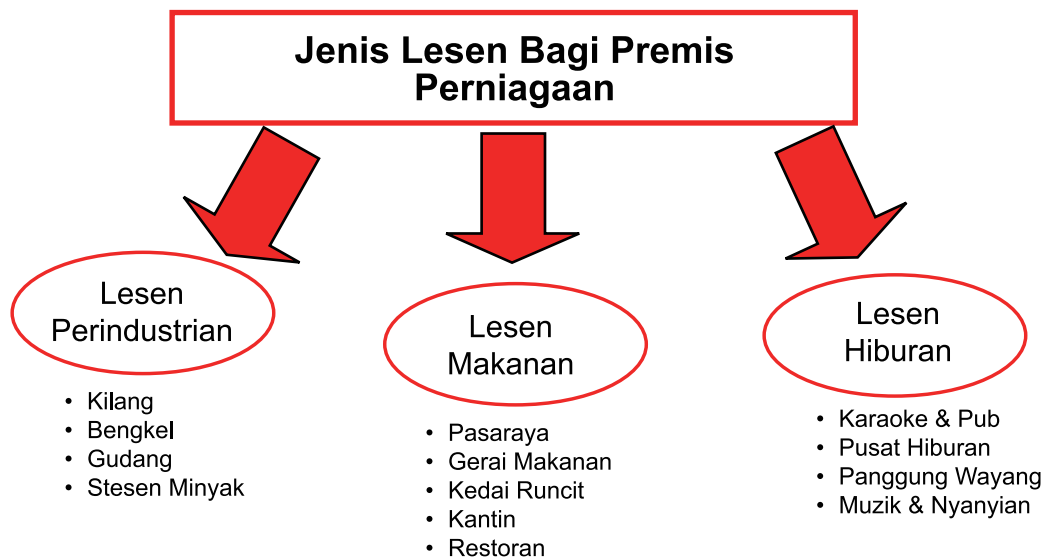 Jenis Lesen Bagi Premis
Perniagaan
Lesen
Perindustrian
• Kilang
• Bengkel
• Gudang
• Stesen Minyak
Lesen
Makanan
• Pasaraya
• Gerai Makanan
• Kedai Runcit
• Kantin
• Restoran
Lesen
Hiburan
• Karaoke & Pub
• Pusat Hiburan
• Panggung Wayang
• Muzik & Nyanyian